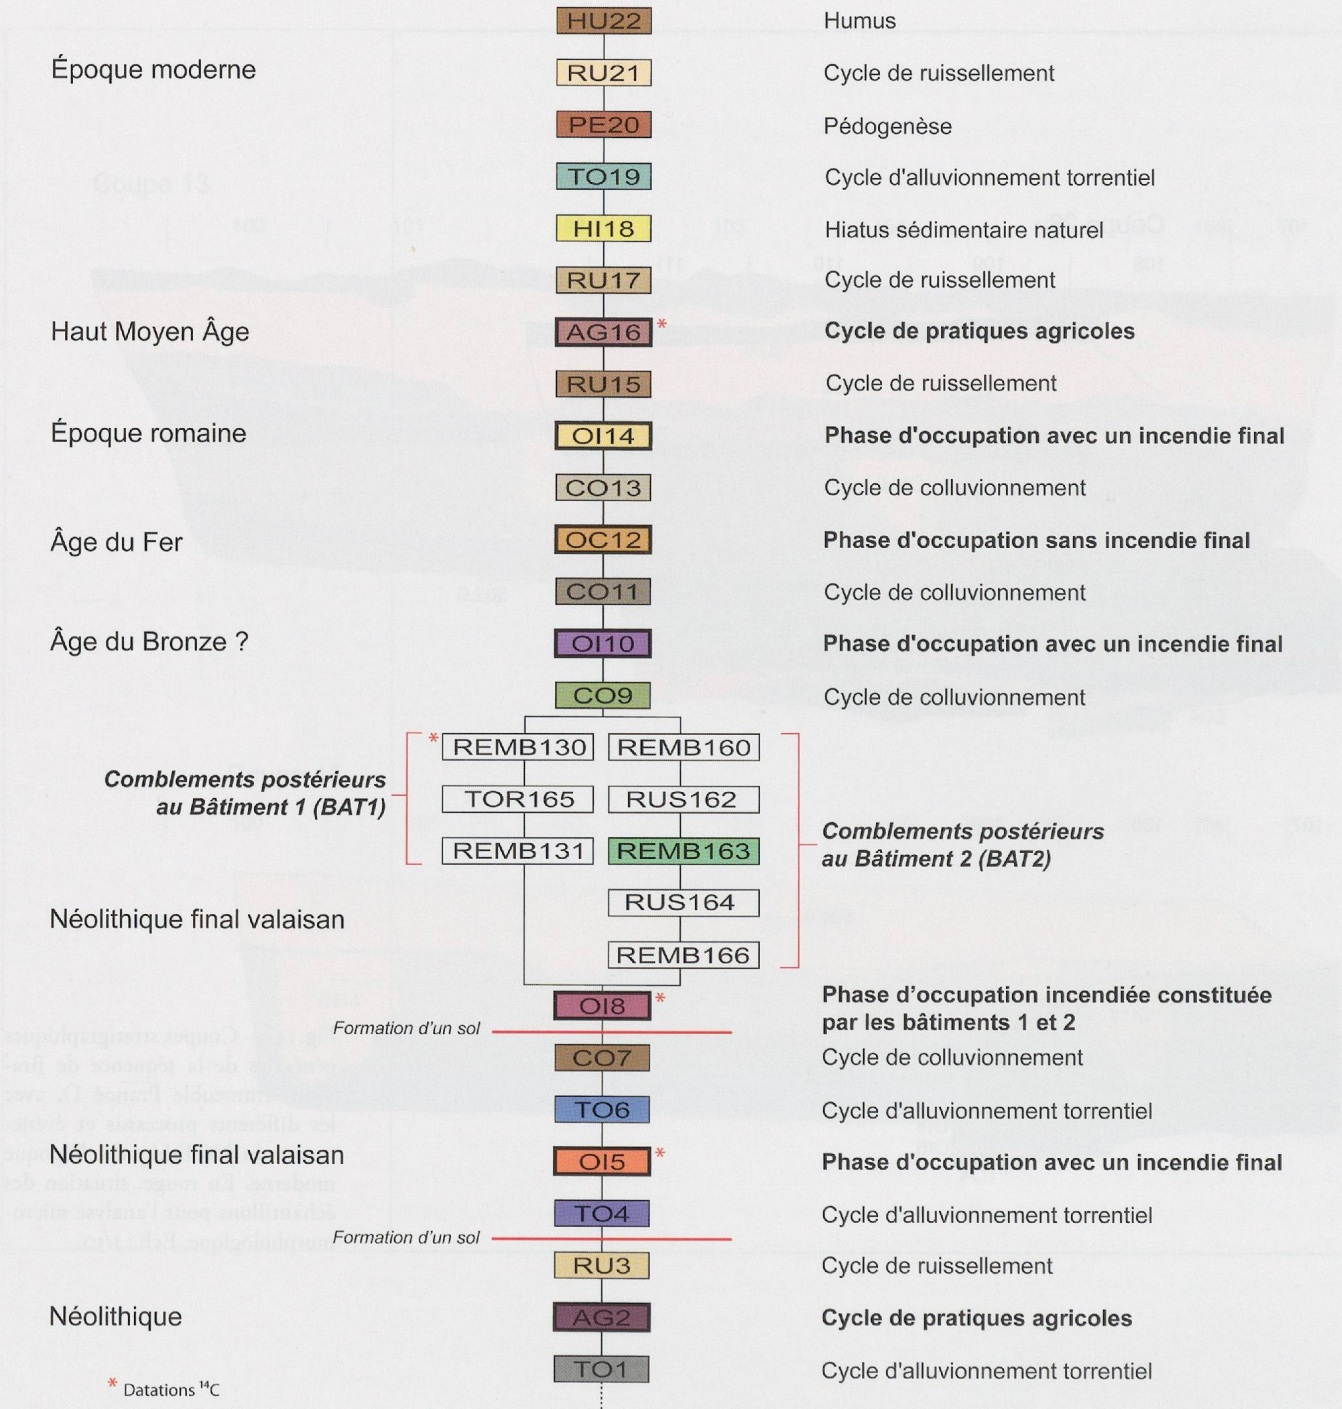 HU22 Humus
Époque moderne RU21 Cycle de ruissellement
PE20 Pédogenèse
TO19 Cycle d'alluvionnement torrentiel
HI18 Hiatus sédimentaire naturel
RU17 Cycle de ruissellement
Haut Moyen Âge AG16 * Cycle de pratiques agricoles
RU15 Cycle de ruissellement
Époque romaine OI14 Phase d'occupation avec un incendie final
CO13 Cycle de colluvionnement
Âge du Fer OC12 Phase d'occupation sans incendie final
CO11 Cycle de colluvionnement
Âge du Bronze ? OI10 Phase d'occupation avec un incendie final
CO9 Cycle de colluvionnement
* REMB130 REMB160
Comblements postérieurs
au Bâtiment 1 (BAT1)
TOR165 RUS162
REMB131 REMB163
Comblements postérieurs
au Bâtiment 2 (BAT2)
RUS164
Néolithique final valaisan
REMB166
OI8 * Phase d’occupation incendiée constituée
par les bâtiments 1 et 2
Formation d’un sol
CO7 Cycle de colluvionnement
TO6 Cycle d'alluvionnement torrentiel
Néolithique final valaisan OI5 * Phase d'occupation avec un incendie final
TO4 Cycle d'alluvionnement torrentiel
Formation d’un sol
RU3 Cycle de ruissellement
Néolithique AG2 Cycle de pratiques agricoles
TO1 Cycle d'alluvionnement torrentiel
* Datations ¹⁴C